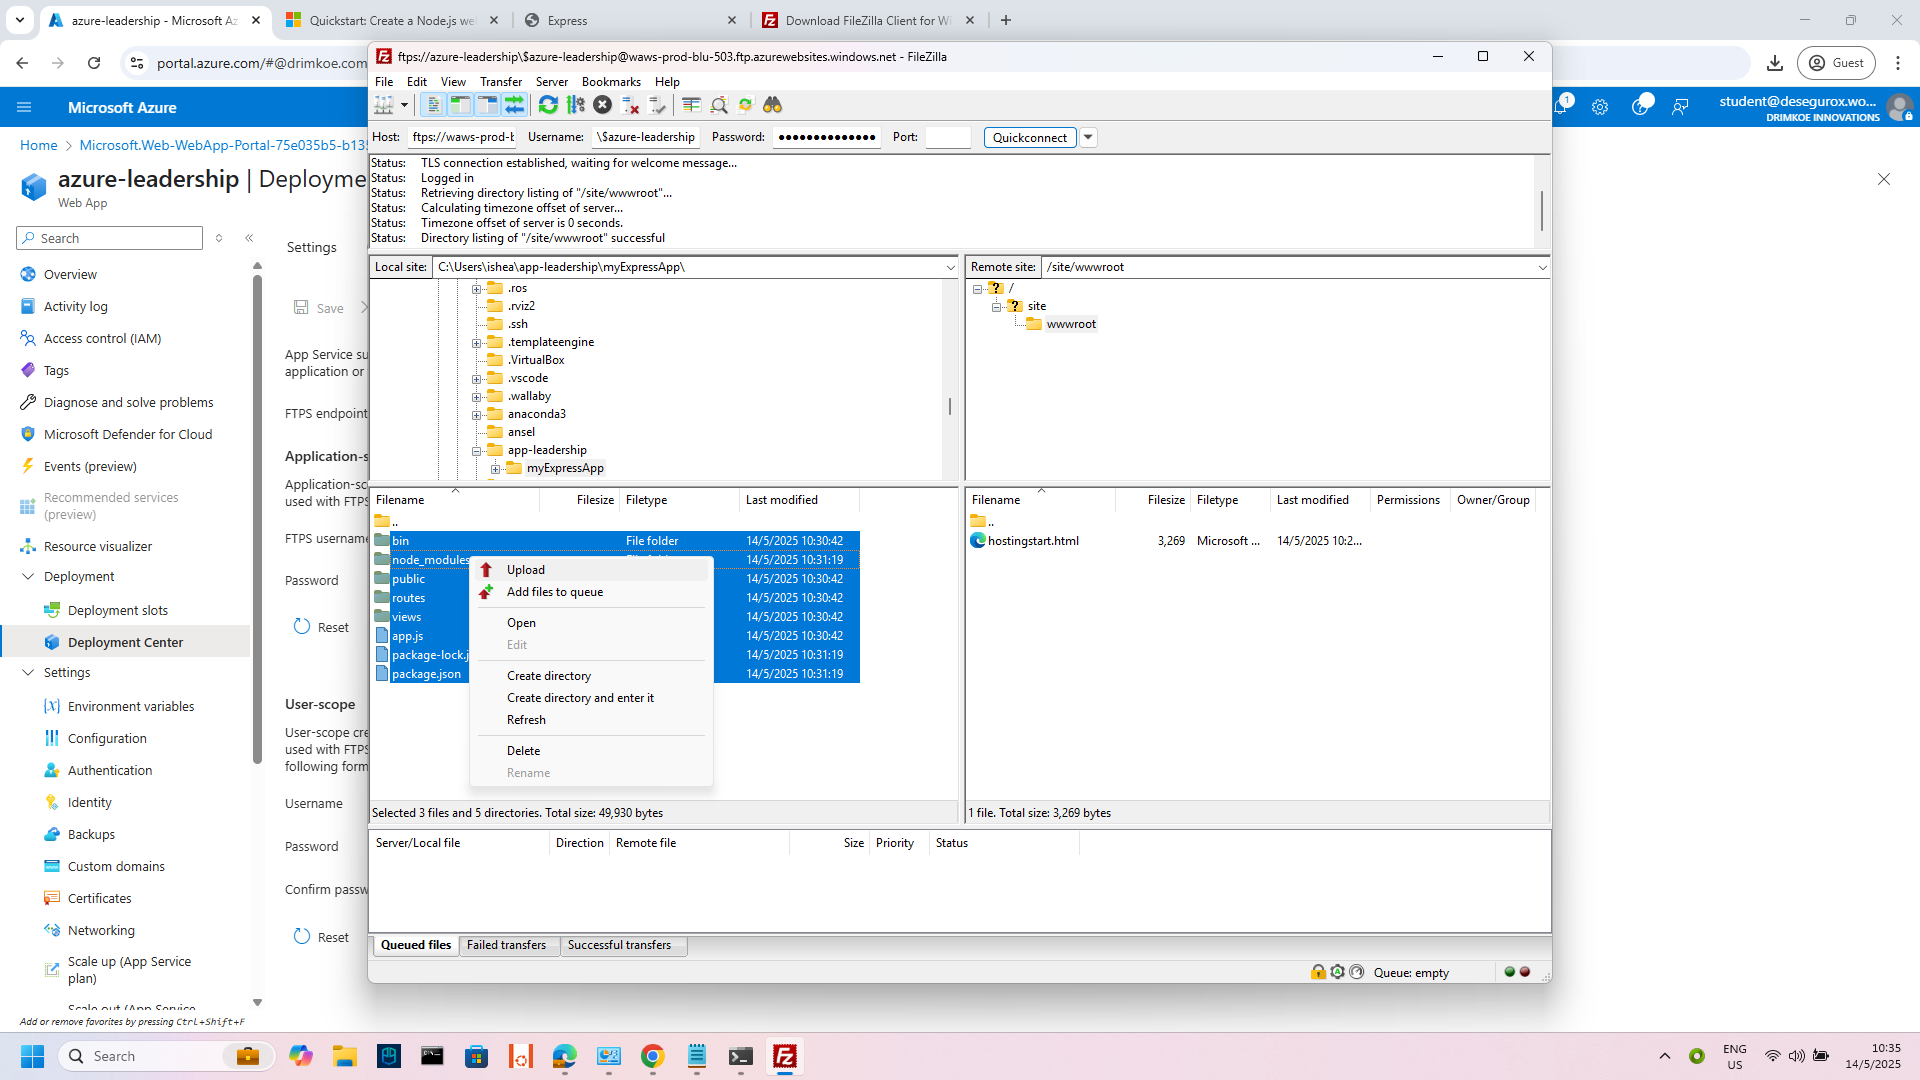 azure-leadership - Microsoft Az
Quickstart: Create a Node.js we
Express
Download FileZilla Client for Wi
portal.azure.com/#@drimkoe.com
Guest
ftps://azure-leadership\$azure-leadership@waws-prod-blu-503.ftp.azurewebsites.windows.net - FileZilla
File Edit View Transfer Server Bookmarks Help
Microsoft Azure
1
student@desegurox.wo...
DRIMKOE INNOVATIONS
Host: ftps://waws-prod-b Username: \$azure-leadership Password: ●●●●●●●●●●●●●● Port: Quickconnect
Home > Microsoft.Web-WebApp-Portal-75e035b5-b135
azure-leadership | Deployme
Web App
Status: TLS connection established, waiting for welcome message...
Status: Logged in
Status: Retrieving directory listing of "/site/wwwroot"...
Status: Calculating timezone offset of server...
Status: Timezone offset of server is 0 seconds.
Status: Directory listing of "/site/wwwroot" successful
Search
Overview
Activity log
Access control (IAM)
Tags
Diagnose and solve problems
Microsoft Defender for Cloud
Events (preview)
Recommended services
(preview)
Resource visualizer
Deployment
Deployment slots
Deployment Center
Settings
Environment variables
Configuration
Authentication
Identity
Backups
Custom domains
Certificates
Networking
Scale up (App Service
plan)
Scale out (App Service
Add or remove favorites by pressing Ctrl+Shift+F
Settings
Save
App Service su
application or
FTPS endpoint
Application-s
Application-sc
used with FTPS
FTPS username
Password
Reset
User-scope
User-scope cre
used with FTPS
following form
Username
Password
Confirm passw
Reset
Local site: C:\Users\ishea\app-leadership\myExpressApp\
.ros
.rviz2
.ssh
.templateengine
.VirtualBox
.vscode
.wallaby
anaconda3
ansel
app-leadership
myExpressApp
Remote site: /site/wwwroot
/
site
wwwroot
Filename Filesize Filetype Last modified
..
bin File folder 14/5/2025 10:30:42
node_modules 14/5/2025 10:31:19
public 14/5/2025 10:30:42
routes 14/5/2025 10:30:42
views 14/5/2025 10:30:42
app.js 14/5/2025 10:30:42
package-lock.j 14/5/2025 10:31:19
package.json 14/5/2025 10:31:19
Upload
Add files to queue
Open
Edit
Create directory
Create directory and enter it
Refresh
Delete
Rename
Selected 3 files and 5 directories. Total size: 49,930 bytes
Filename Filesize Filetype Last modified Permissions Owner/Group
..
hostingstart.html 3,269 Microsoft ... 14/5/2025 10:2...
1 file. Total size: 3,269 bytes
Server/Local file Direction Remote file Size Priority Status
Queued files Failed transfers Successful transfers
Queue: empty
Search
ENG
US
10:35
14/5/2025